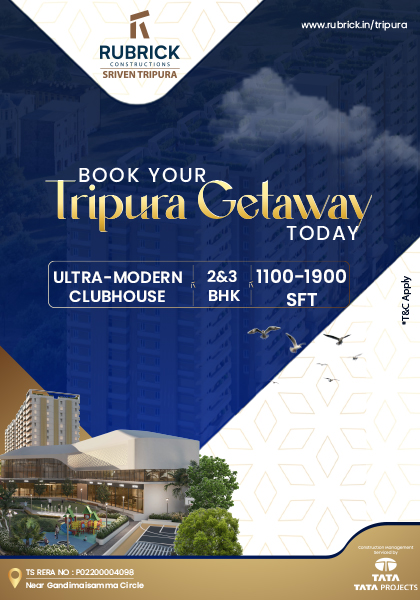 www.rubrick.in/tripura
RUBRICK
CONSTRUCTIONS
SRIVEN TRIPURA
BOOK YOUR
Tripura Getaway
TODAY
ULTRA-MODERN
CLUBHOUSE
2&3
BHK
1100-1900
SFT
*T&C Apply
Construction Management
Serviced by
TATA
TATA PROJECTS
TS RERA NO : P02200004098
Near Gandimaisamma Circle